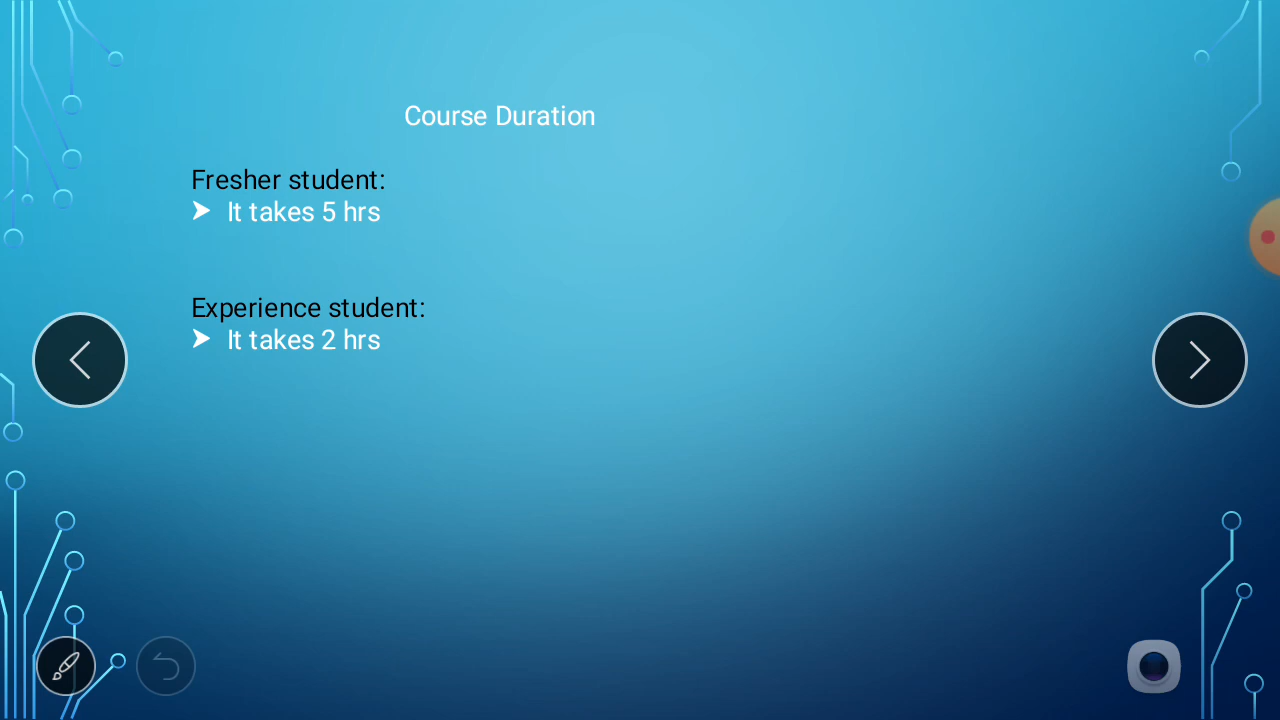 Course Duration
Fresher student:
➤ It takes 5 hrs
Experience student:
➤ It takes 2 hrs